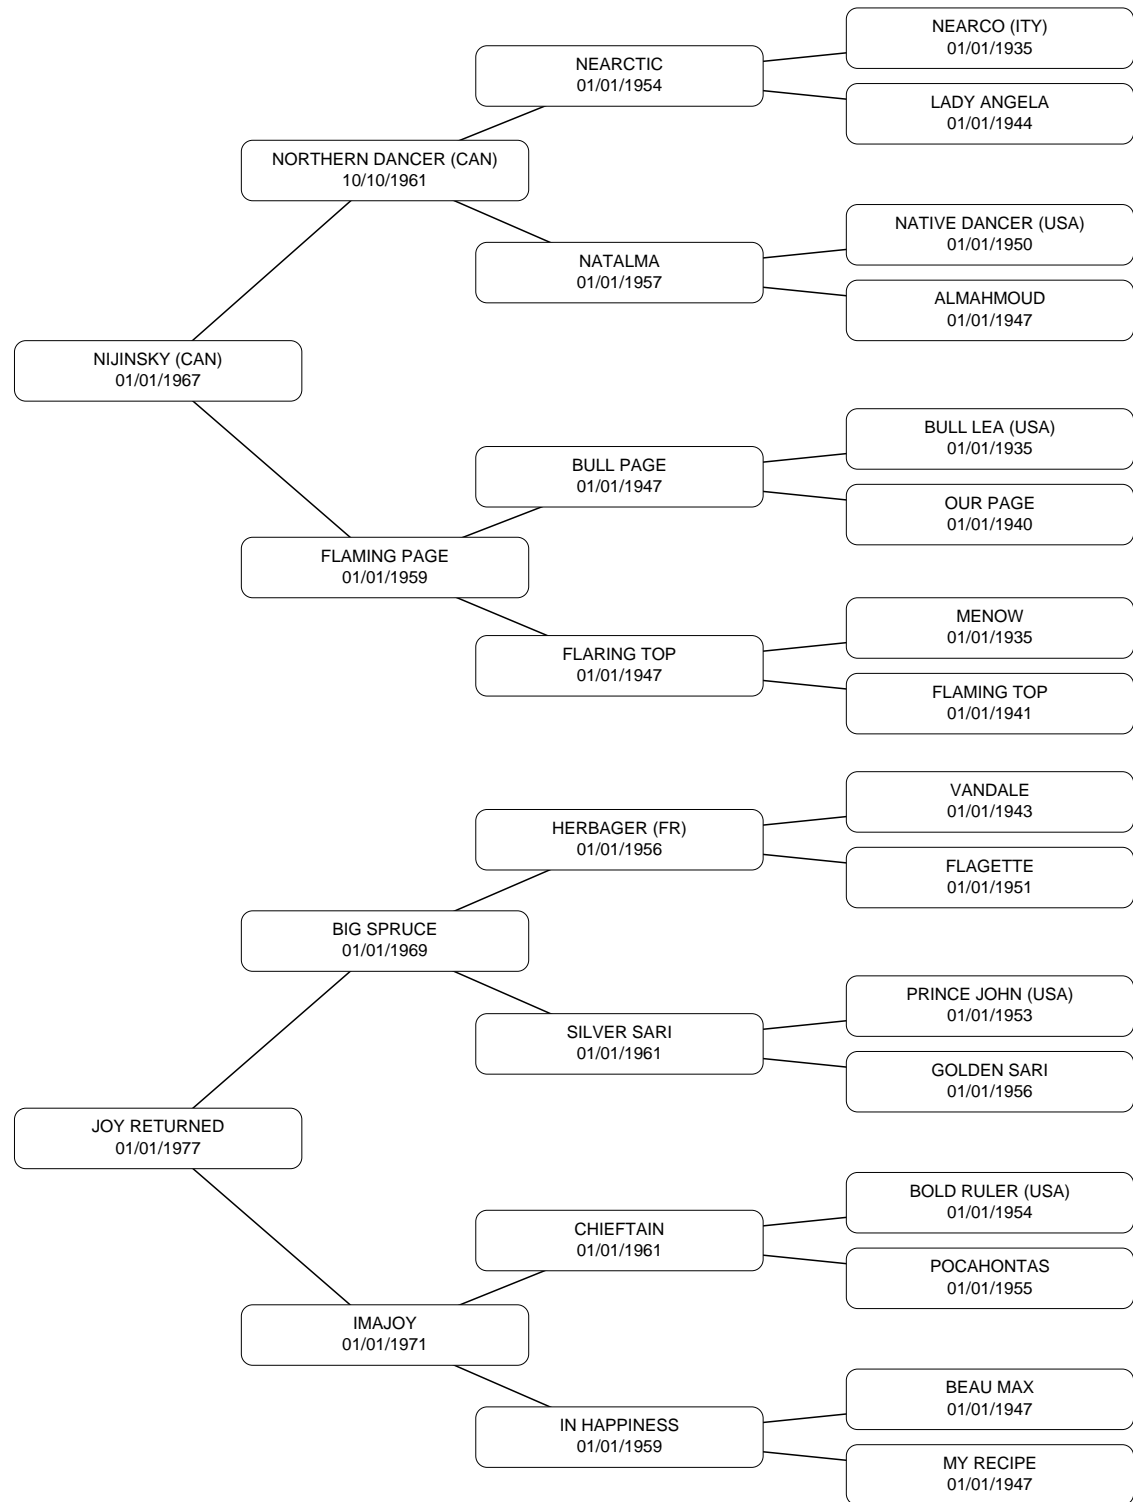 NEARCO (ITY)
01/01/1935
NEARCTIC
01/01/1954
LADY ANGELA
01/01/1944
NORTHERN DANCER (CAN)
10/10/1961
NATIVE DANCER (USA)
01/01/1950
NATALMA
01/01/1957
ALMAHMOUD
01/01/1947
NIJINSKY (CAN)
01/01/1967
BULL LEA (USA)
01/01/1935
BULL PAGE
01/01/1947
OUR PAGE
01/01/1940
FLAMING PAGE
01/01/1959
MENOW
01/01/1935
FLARING TOP
01/01/1947
FLAMING TOP
01/01/1941
VANDALE
01/01/1943
HERBAGER (FR)
01/01/1956
FLAGETTE
01/01/1951
BIG SPRUCE
01/01/1969
PRINCE JOHN (USA)
01/01/1953
SILVER SARI
01/01/1961
GOLDEN SARI
01/01/1956
JOY RETURNED
01/01/1977
BOLD RULER (USA)
01/01/1954
CHIEFTAIN
01/01/1961
POCAHONTAS
01/01/1955
IMAJOY
01/01/1971
BEAU MAX
01/01/1947
IN HAPPINESS
01/01/1959
MY RECIPE
01/01/1947